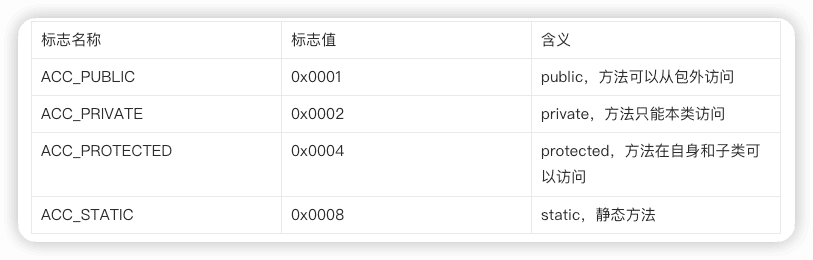 标志名称 标志值 含义
ACC_PUBLIC 0x0001 public，方法可以从包外访问
ACC_PRIVATE 0x0002 private，方法只能本类访问
ACC_PROTECTED 0x0004 protected，方法在自身和子类可
以访问
ACC_STATIC 0x0008 static，静态方法